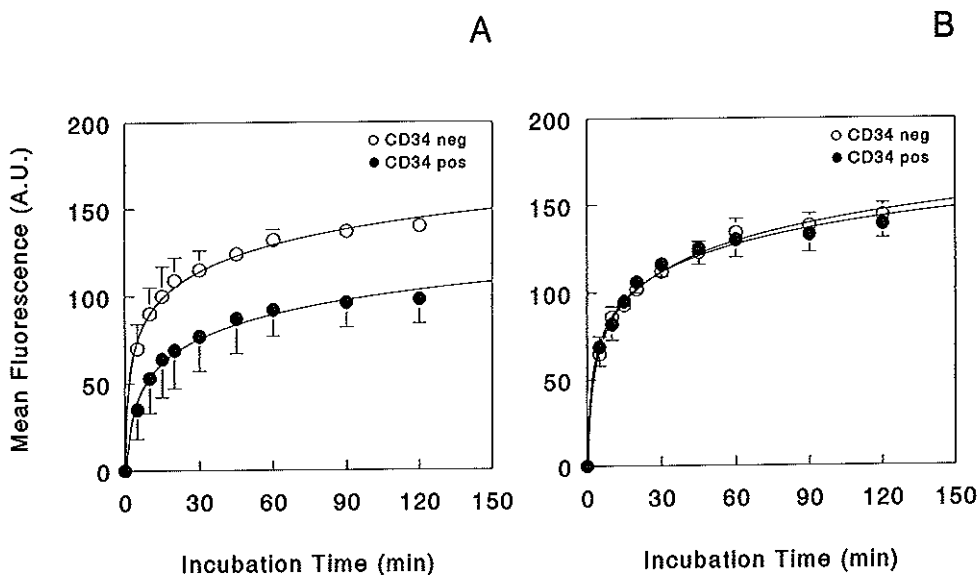 A
B
Mean Fluorescence (A.U.)
200
150
100
50
0
○ CD34 neg
● CD34 pos
0 30 60 90 120 150
Incubation Time (min)
200
150
100
50
0
○ CD34 neg
● CD34 pos
0 30 60 90 120 150
Incubation Time (min)